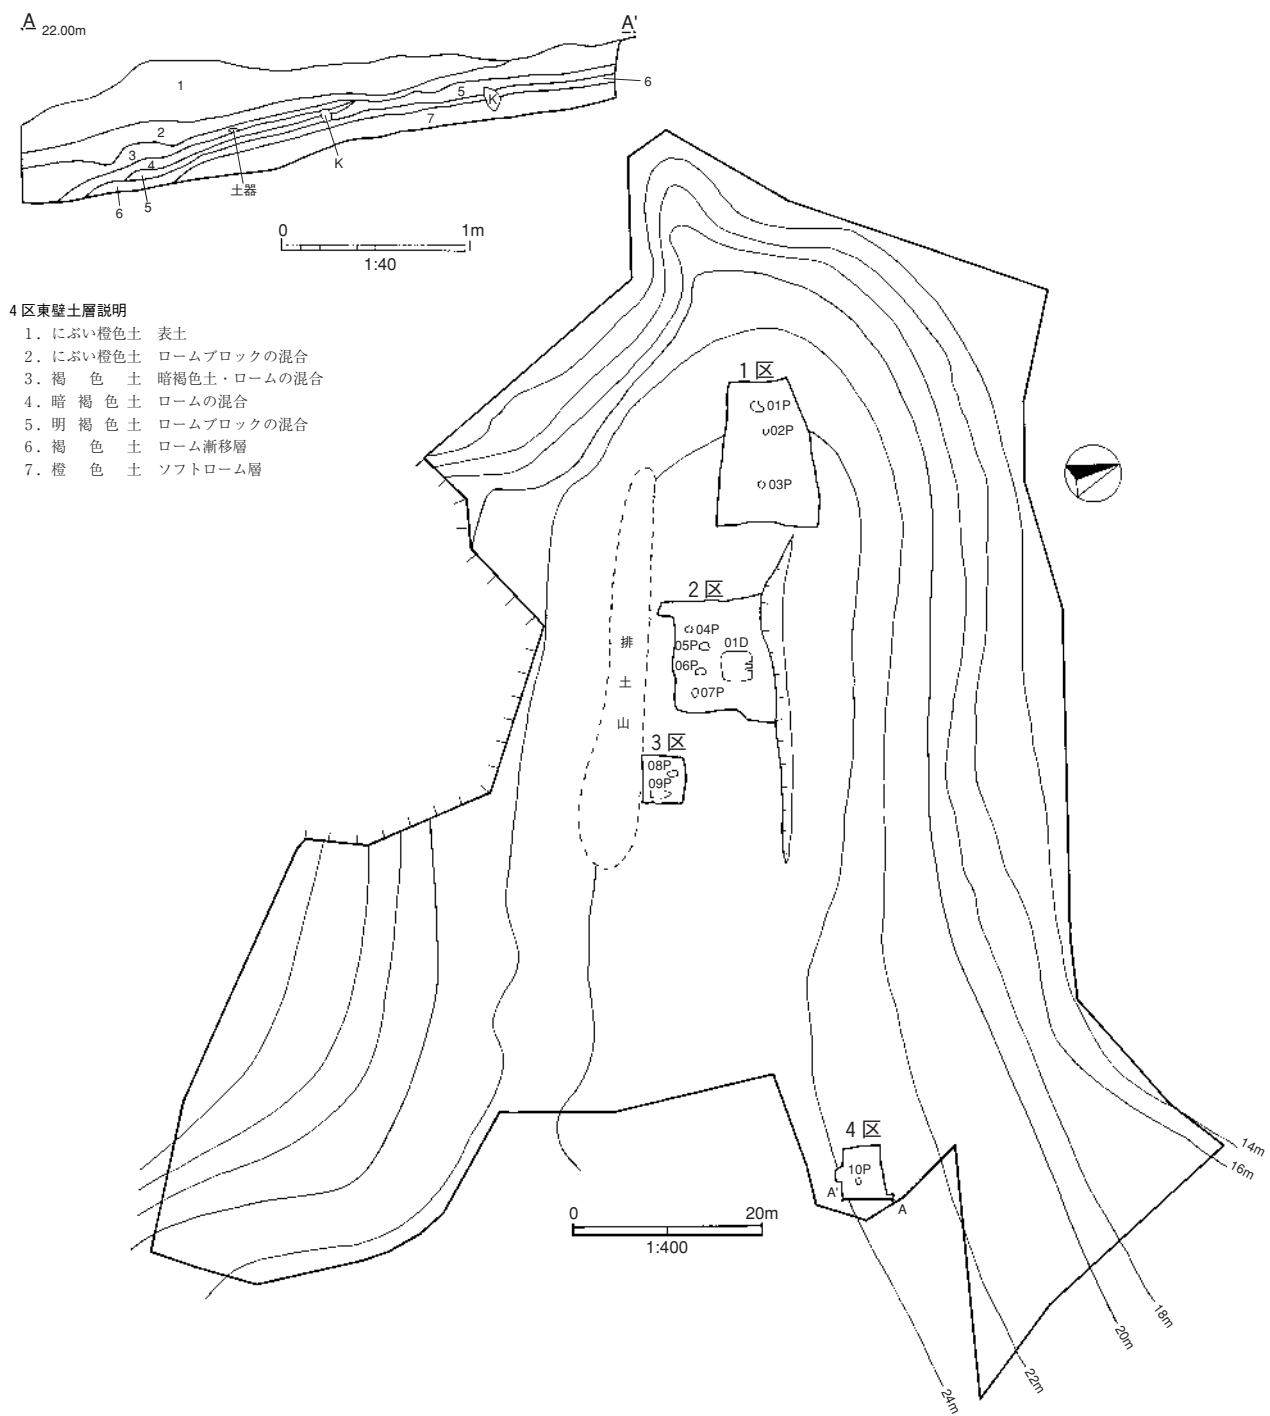 A 22.00m
A'
1
2
3
4
5
6
7
5
6
K
K
土器
6
5
0 1m
1:40
4区東壁土層説明
1．にぶい橙色土 表土
2．にぶい橙色土 ロームブロックの混合
3．褐色土 暗褐色土・ロームの混合
4．暗褐色土 ロームの混合
5．明褐色土 ロームブロックの混合
6．褐色土 ローム漸移層
7．橙色土 ソフトローム層
1区
01P
02P
03P
2区
04P
05P
01D
06P
07P
排土山
3区
08P
09P
4区
10P
A'
A
0 20m
1:400
14m
16m
18m
20m
22m
24m